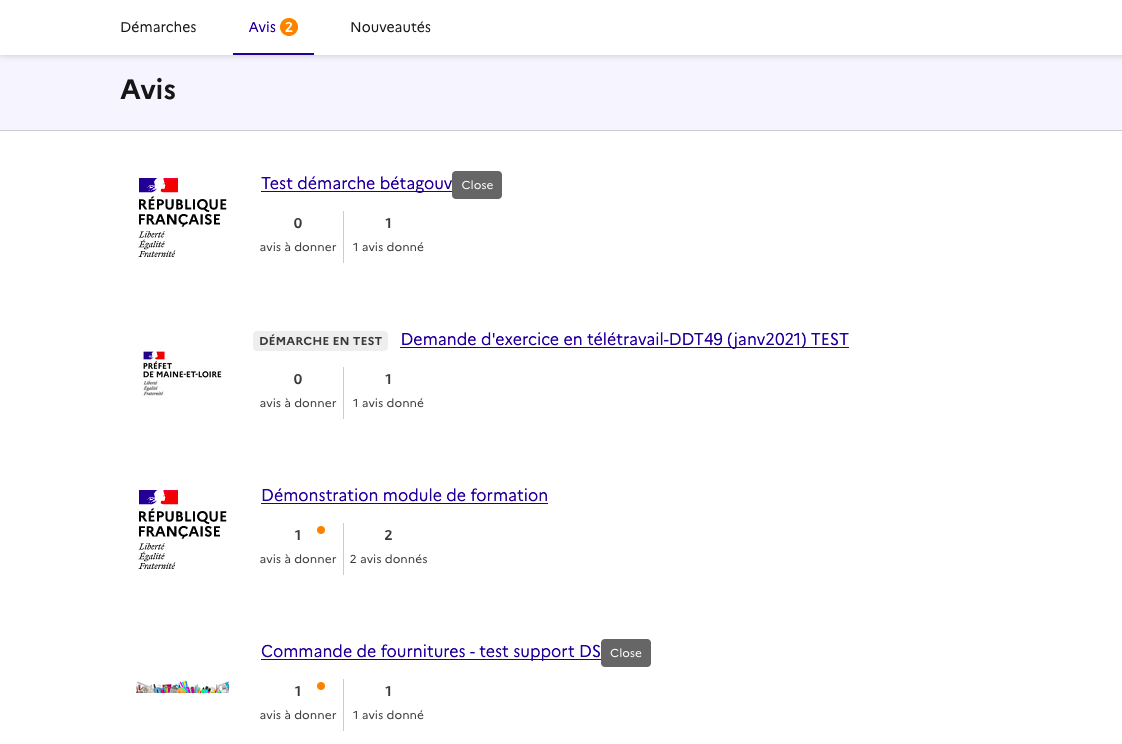 Démarches Avis 2 Nouveautés
Avis
RÉPUBLIQUE
FRANÇAISE
Liberté
Égalité
Fraternité
Test démarche bétagouv Close
0 1
avis à donner 1 avis donné
PRÉFET
DE MAINE-ET-LOIRE
Liberté
Égalité
Fraternité
DÉMARCHE EN TEST Demande d'exercice en télétravail-DDT49 (janv2021) TEST
0 1
avis à donner 1 avis donné
RÉPUBLIQUE
FRANÇAISE
Liberté
Égalité
Fraternité
Démonstration module de formation
1 2
avis à donner 2 avis donnés
Commande de fournitures - test support DS Close
1 1
avis à donner 1 avis donné